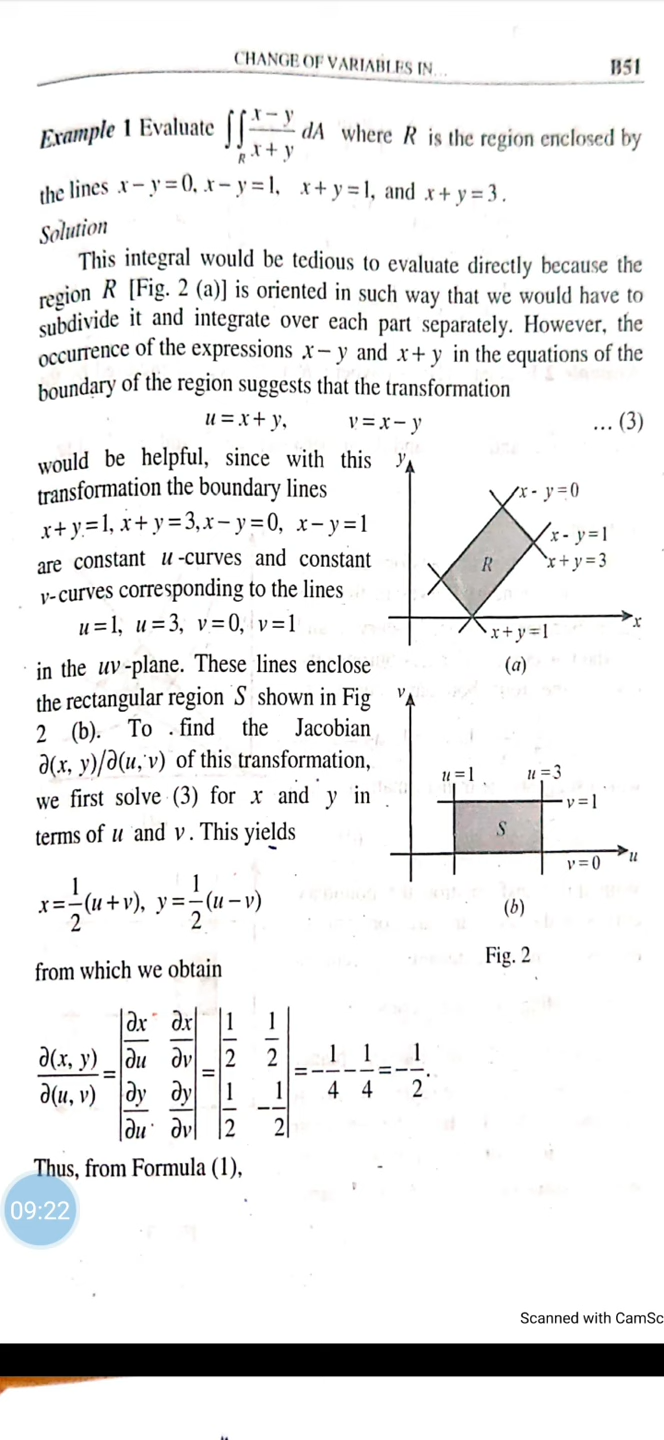 CHANGE OF VARIABLES IN... B51
Example 1 Evaluate ∬_R (x−y)/(x+y) dA where R is the region enclosed by
the lines x−y=0, x−y=1, x+y=1, and x+y=3.
Solution
This integral would be tedious to evaluate directly because the
region R [Fig. 2 (a)] is oriented in such way that we would have to
subdivide it and integrate over each part separately. However, the
occurrence of the expressions x−y and x+y in the equations of the
boundary of the region suggests that the transformation
u=x+y, v=x−y ... (3)
would be helpful, since with this
transformation the boundary lines
x+y=1, x+y=3, x−y=0, x−y=1
are constant u-curves and constant
v-curves corresponding to the lines
u=1, u=3, v=0, v=1
in the uv-plane. These lines enclose
the rectangular region S shown in Fig
2 (b). To find the Jacobian
∂(x, y)/∂(u, v) of this transformation,
we first solve (3) for x and y in
terms of u and v. This yields
x=1/2(u+v), y=1/2(u−v)
from which we obtain
∂(x, y)/∂(u, v) = |∂x/∂u ∂x/∂v; ∂y/∂u ∂y/∂v| = |1/2 1/2; 1/2 −1/2| = −1/4−1/4=−1/2.
Thus, from Formula (1),
y
x - y=0
x - y=1
x+y=3
R
x
x+y=1
(a)
v
u=1
u=3
v=1
S
v=0
u
(b)
Fig. 2
09:22
Scanned with CamSc